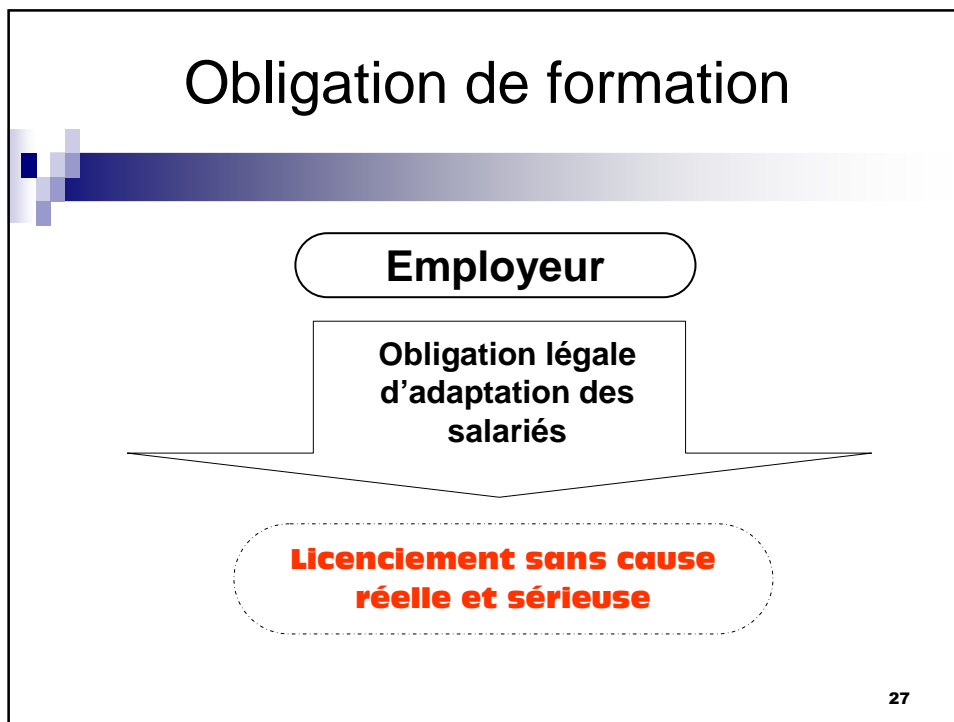 Obligation de formation
Employeur
Obligation légale
d’adaptation des
salariés
Licenciement sans cause
réelle et sérieuse
27